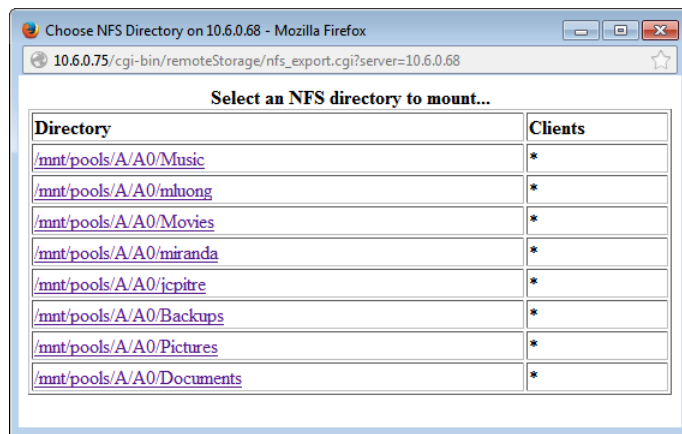 Choose NFS Directory on 10.6.0.68 - Mozilla Firefox
10.6.0.75/cgi-bin/remoteStorage/nfs_export.cgi?server=10.6.0.68
Select an NFS directory to mount...
Directory Clients
/mnt/pools/A/A0/Music *
/mnt/pools/A/A0/mluong *
/mnt/pools/A/A0/Movies *
/mnt/pools/A/A0/miranda *
/mnt/pools/A/A0/jcpitre *
/mnt/pools/A/A0/Backups *
/mnt/pools/A/A0/Pictures *
/mnt/pools/A/A0/Documents *